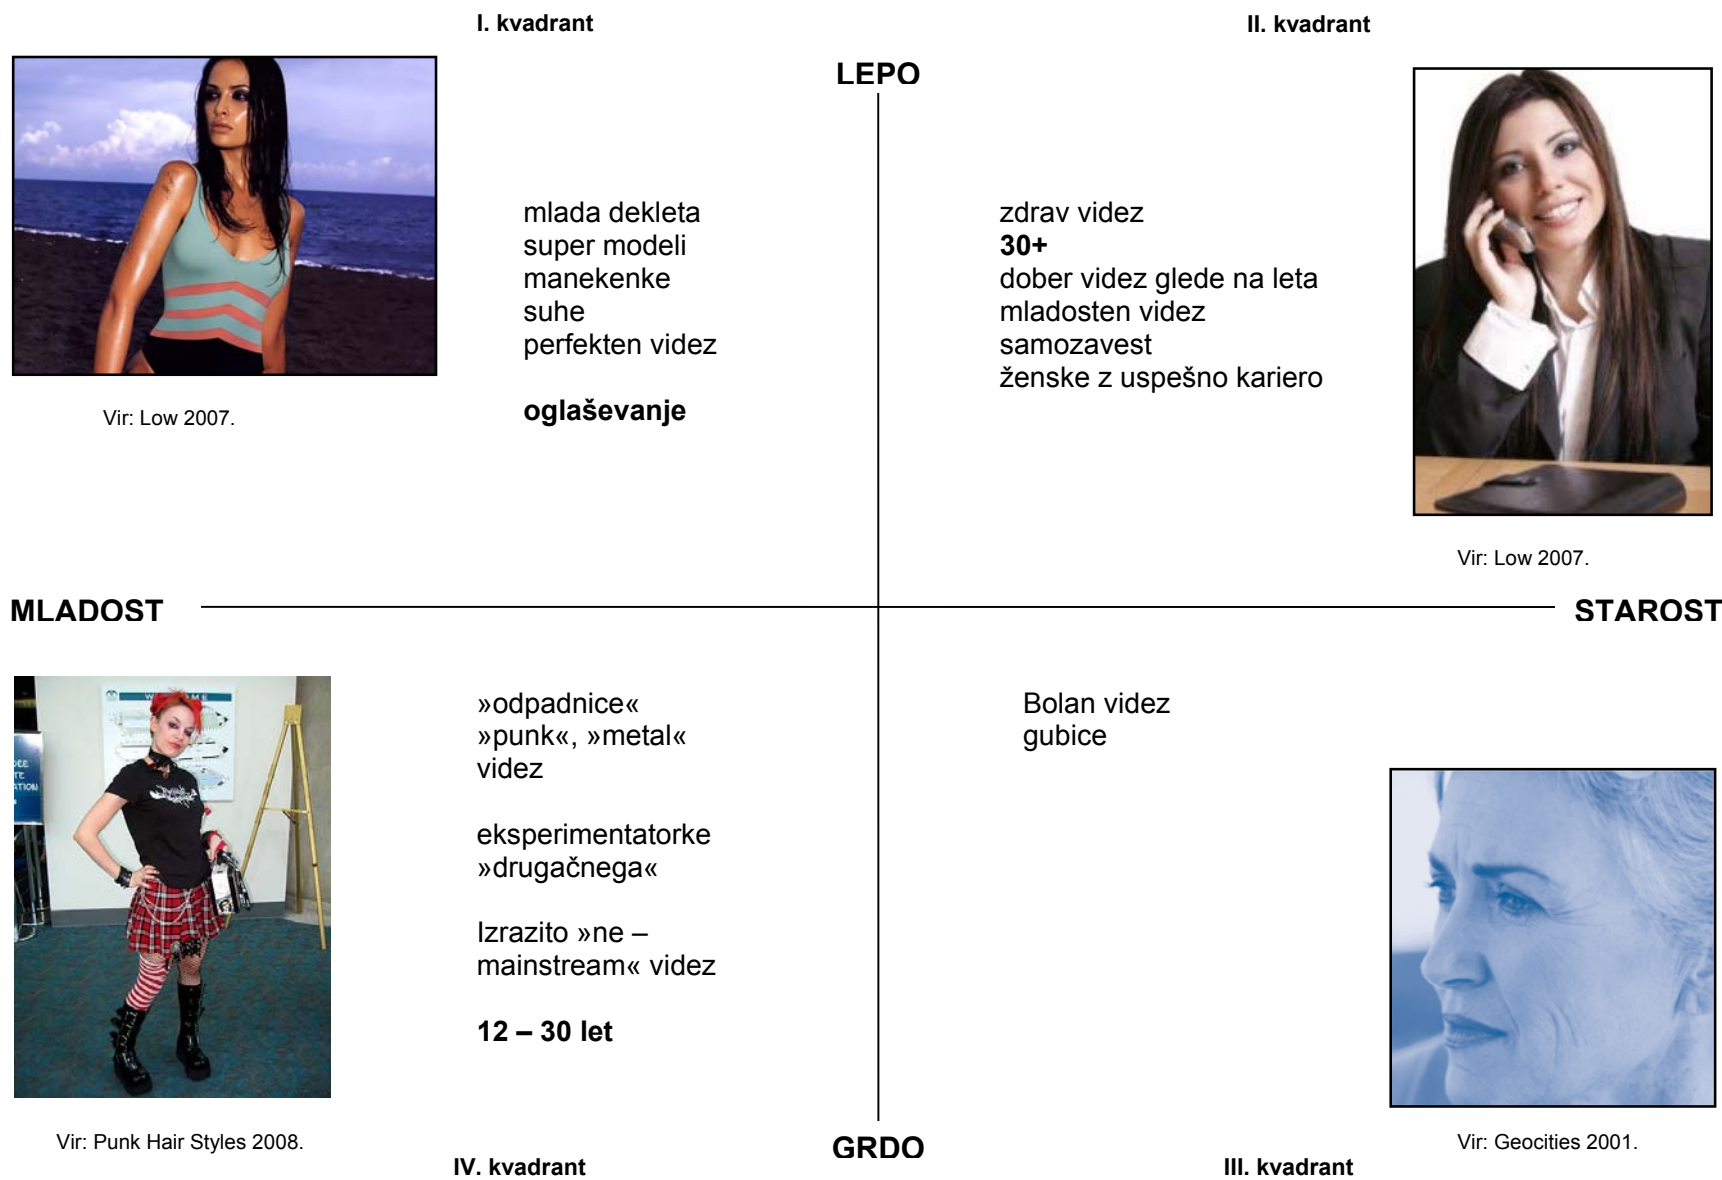 I. kvadrant
II. kvadrant
LEPO
mlada dekleta
super modeli
manekenke
suhe
perfekten videz
oglaševanje
zdrav videz
30+
dober videz glede na leta
mladosten videz
samozavest
ženske z uspešno kariero
Vir: Low 2007.
Vir: Low 2007.
MLADOST
STAROST
»odpadnice«
»punk«, »metal«
videz
eksperimentatorke
»drugačnega«
Izrazito »ne –
mainstream« videz
12 – 30 let
Bolan videz
gubice
Vir: Punk Hair Styles 2008.
GRDO
Vir: Geocities 2001.
IV. kvadrant
III. kvadrant